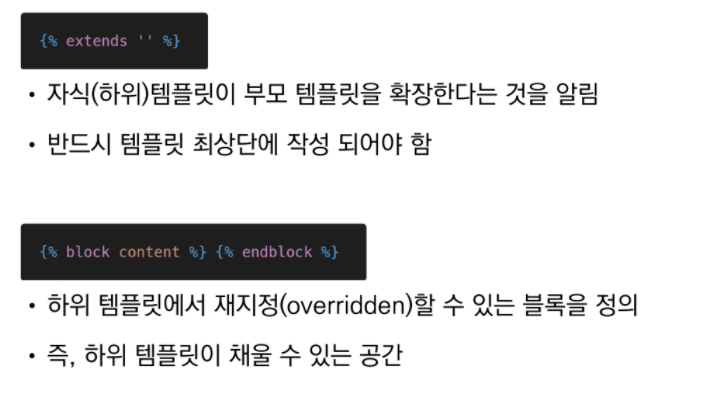 {% extends '' %}
• 자식(하위)템플릿이 부모 템플릿을 확장한다는 것을 알림
• 반드시 템플릿 최상단에 작성 되어야 함
{% block content %} {% endblock %}
• 하위 템플릿에서 재지정(overridden)할 수 있는 블록을 정의
• 즉, 하위 템플릿이 채울 수 있는 공간